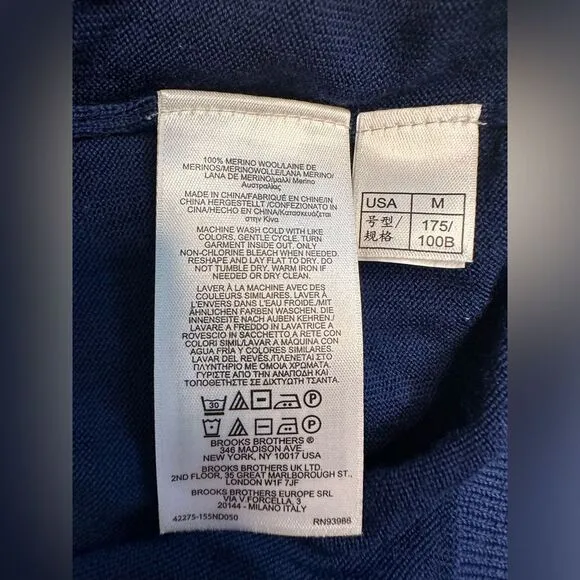 100% MERINO WOOL/LAINE DE
MERINOS/MERINOWOLLE/LANA MERINO/
LANA DE MERINO/μαλλί Merino
Αυστραλίας
MADE IN CHINA/FABRIQUÉ EN CHINE/IN
CHINA HERGESTELLT /CONFEZIONATO IN
CINA/HECHO EN CHINA/Κατασκευάζεται
στην Κίνα
MACHINE WASH COLD WITH LIKE
COLORS. GENTLE CYCLE. TURN
GARMENT INSIDE OUT. ONLY
NON-CHLORINE BLEACH WHEN NEEDED.
RESHAPE AND LAY FLAT TO DRY. DO
NOT TUMBLE DRY. WARM IRON IF
NEEDED OR DRY CLEAN.
LAVER À LA MACHINE AVEC DES
COULEURS SIMILAIRES. LAVER À
L'ENVERS DANS L'EAU FROIDE./MIT
ÄHNLICHEN FARBEN WASCHEN. DIE
INNENSEITE NACH AUßEN KEHREN./
LAVARE A FREDDO IN LAVATRICE A
ROVESCIO IN SACCHETTO A RETE CON
COLORI SIMILI/LAVAR A MÁQUINA CON
AGUA FRÍA Y COLORES SIMILARES.
LAVAR DEL REVÉS./ΠΛΕΝΕΤΑΙ ΣΤΟ
ΠΛΥΝΤΗΡΙΟ ΜΕ ΟΜΟΙΑ ΧΡΩΜΑΤΑ.
ΓΥΡΙΣΤΕ ΑΠΟ ΤΗΝ ΑΝΑΠΟΔΗ ΚΑΙ
ΤΟΠΟΘΕΤΗΣΤΕ ΣΕ ΔΙΧΤΥΩΤΗ ΤΣΑΝΤΑ.
30 P
P
BROOKS BROTHERS ®
346 MADISON AVE.
NEW YORK, NY 10017 USA
BROOKS BROTHERS UK LTD.
2ND FLOOR, 35 GREAT MARLBOROUGH ST.,
LONDON W1F 7JF
BROOKS BROTHERS EUROPE SRL
VIA V.FORCELLA, 3
20144 - MILANO ITALY
42275-155ND050 RN93986
USA M
号型/ 175/
规格 100B